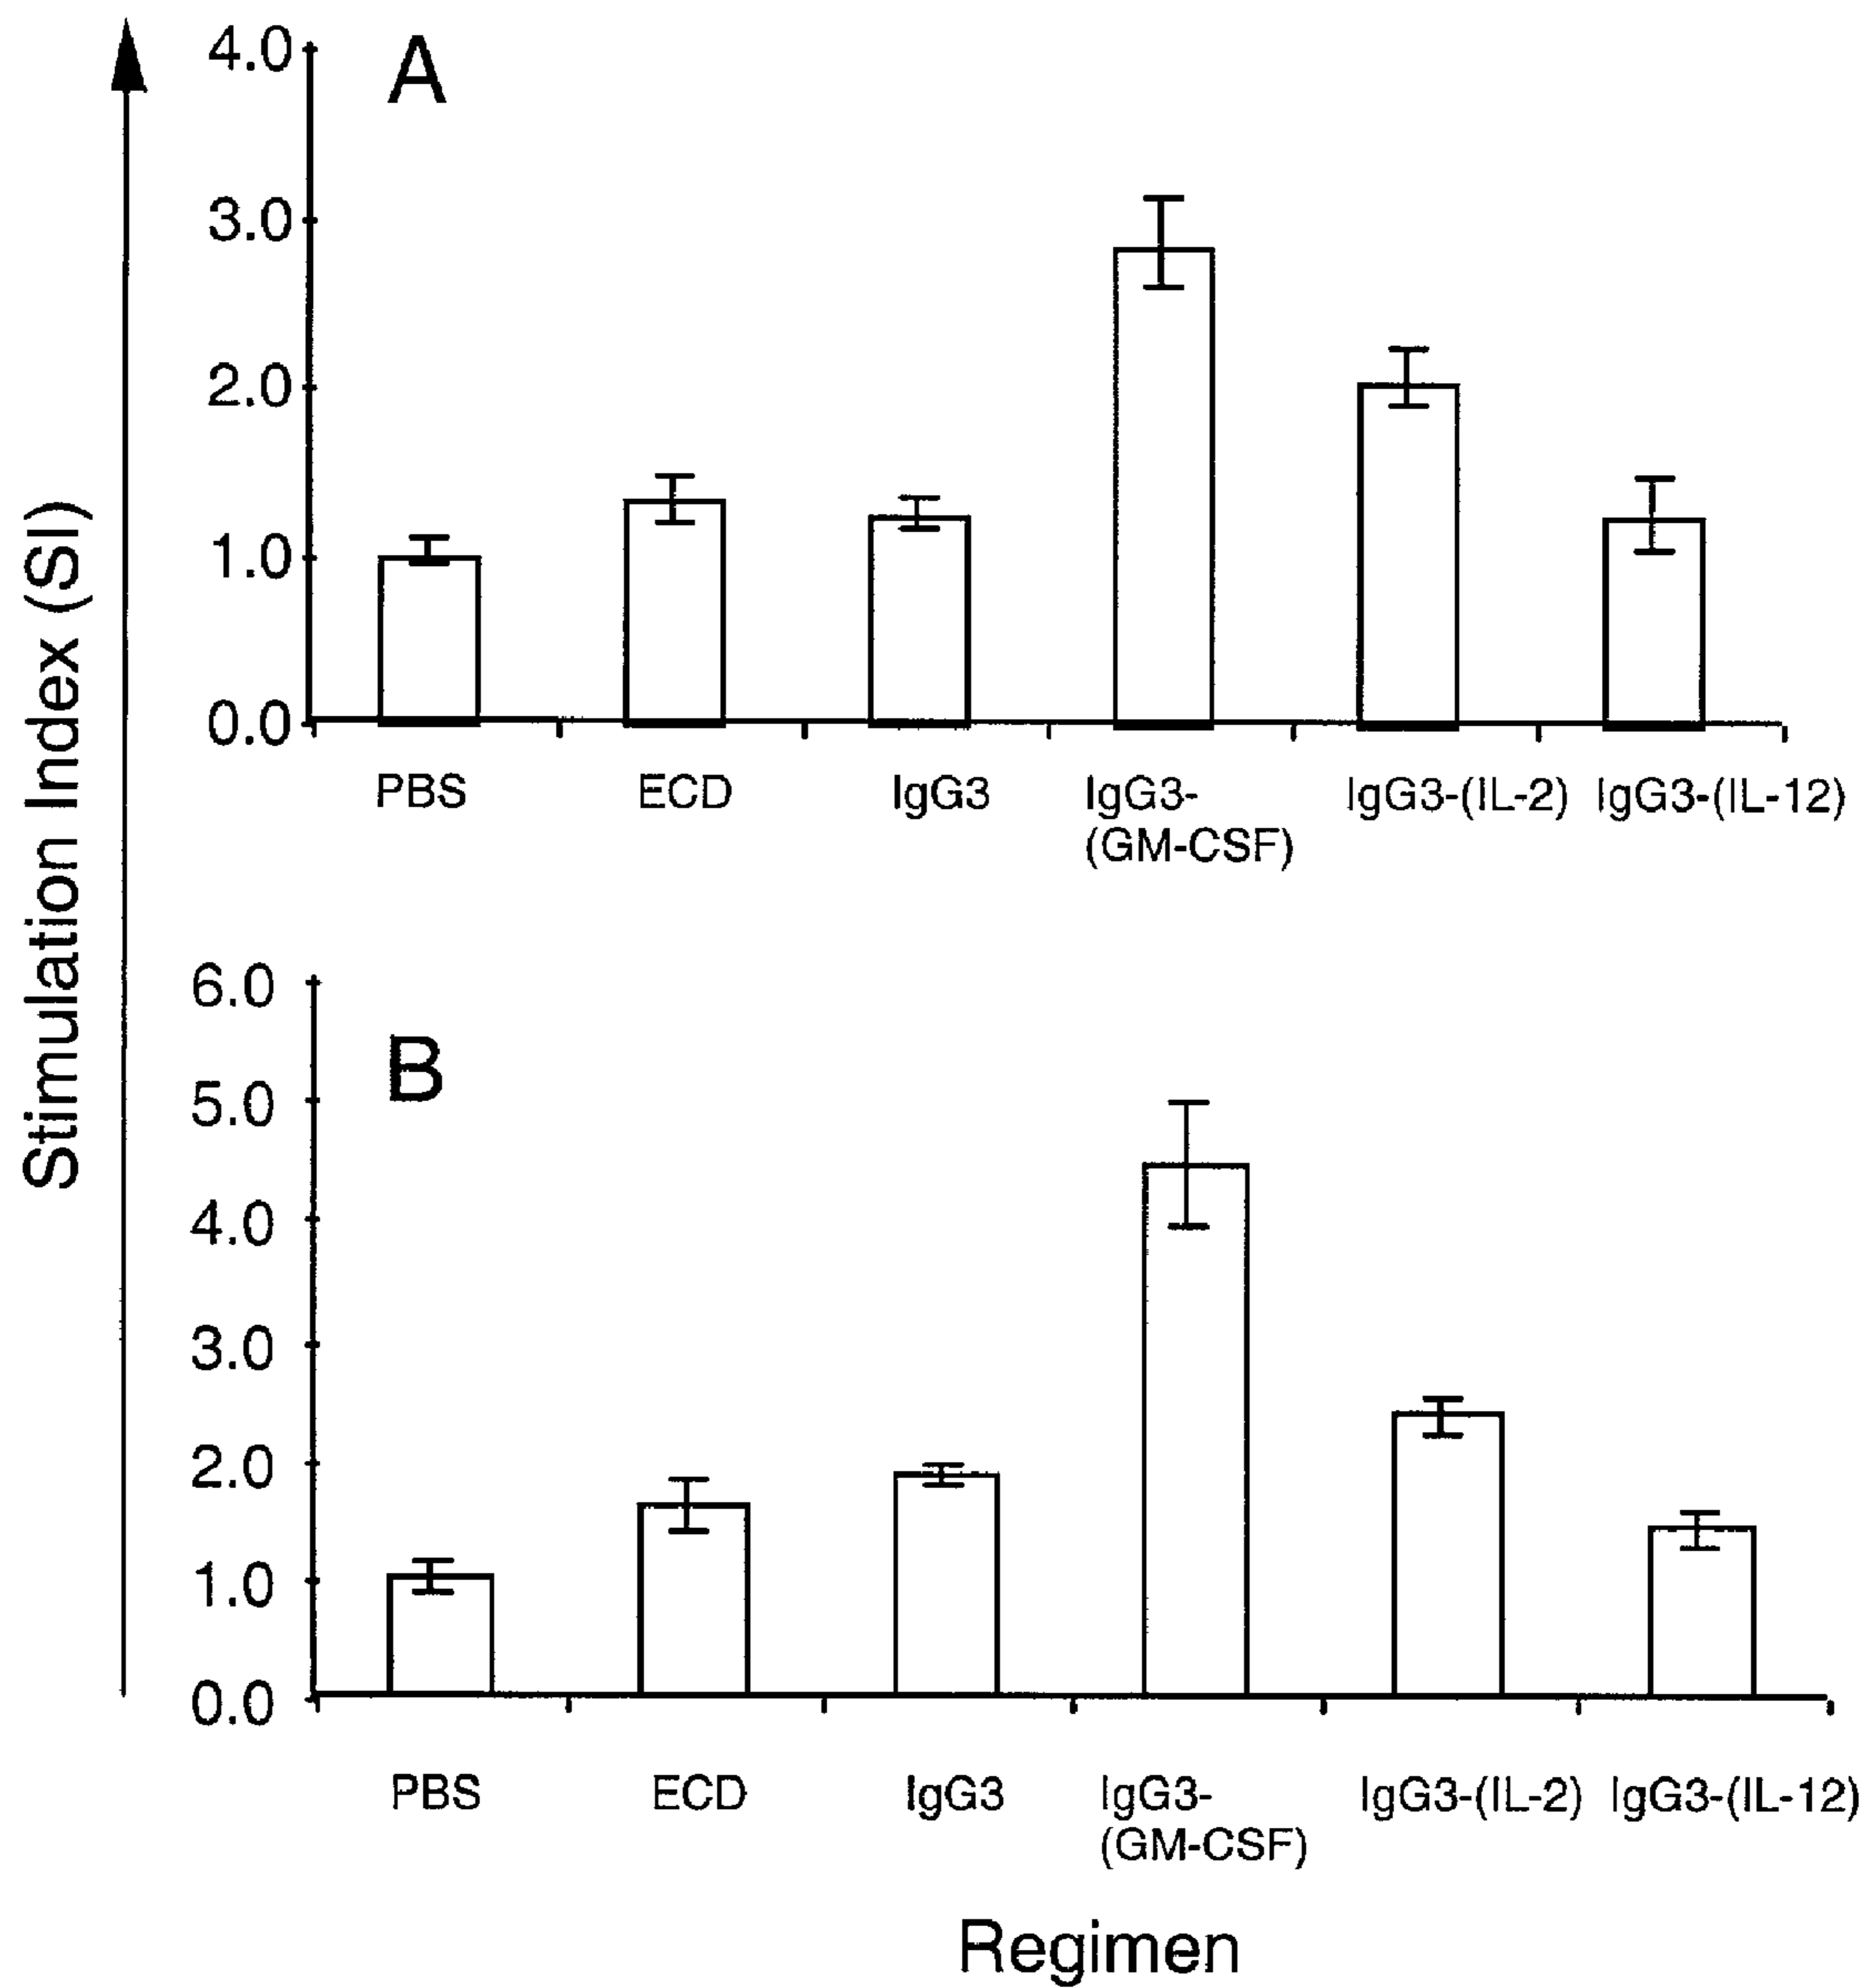 Stimulation Index (SI)
A
4.0
3.0
2.0
1.0
0.0
PBS ECD IgG3 IgG3- IgG3-(IL-2) IgG3-(IL-12)
(GM-CSF)
B
6.0
5.0
4.0
3.0
2.0
1.0
0.0
PBS ECD IgG3 IgG3- IgG3-(IL-2) IgG3-(IL-12)
(GM-CSF)
Regimen